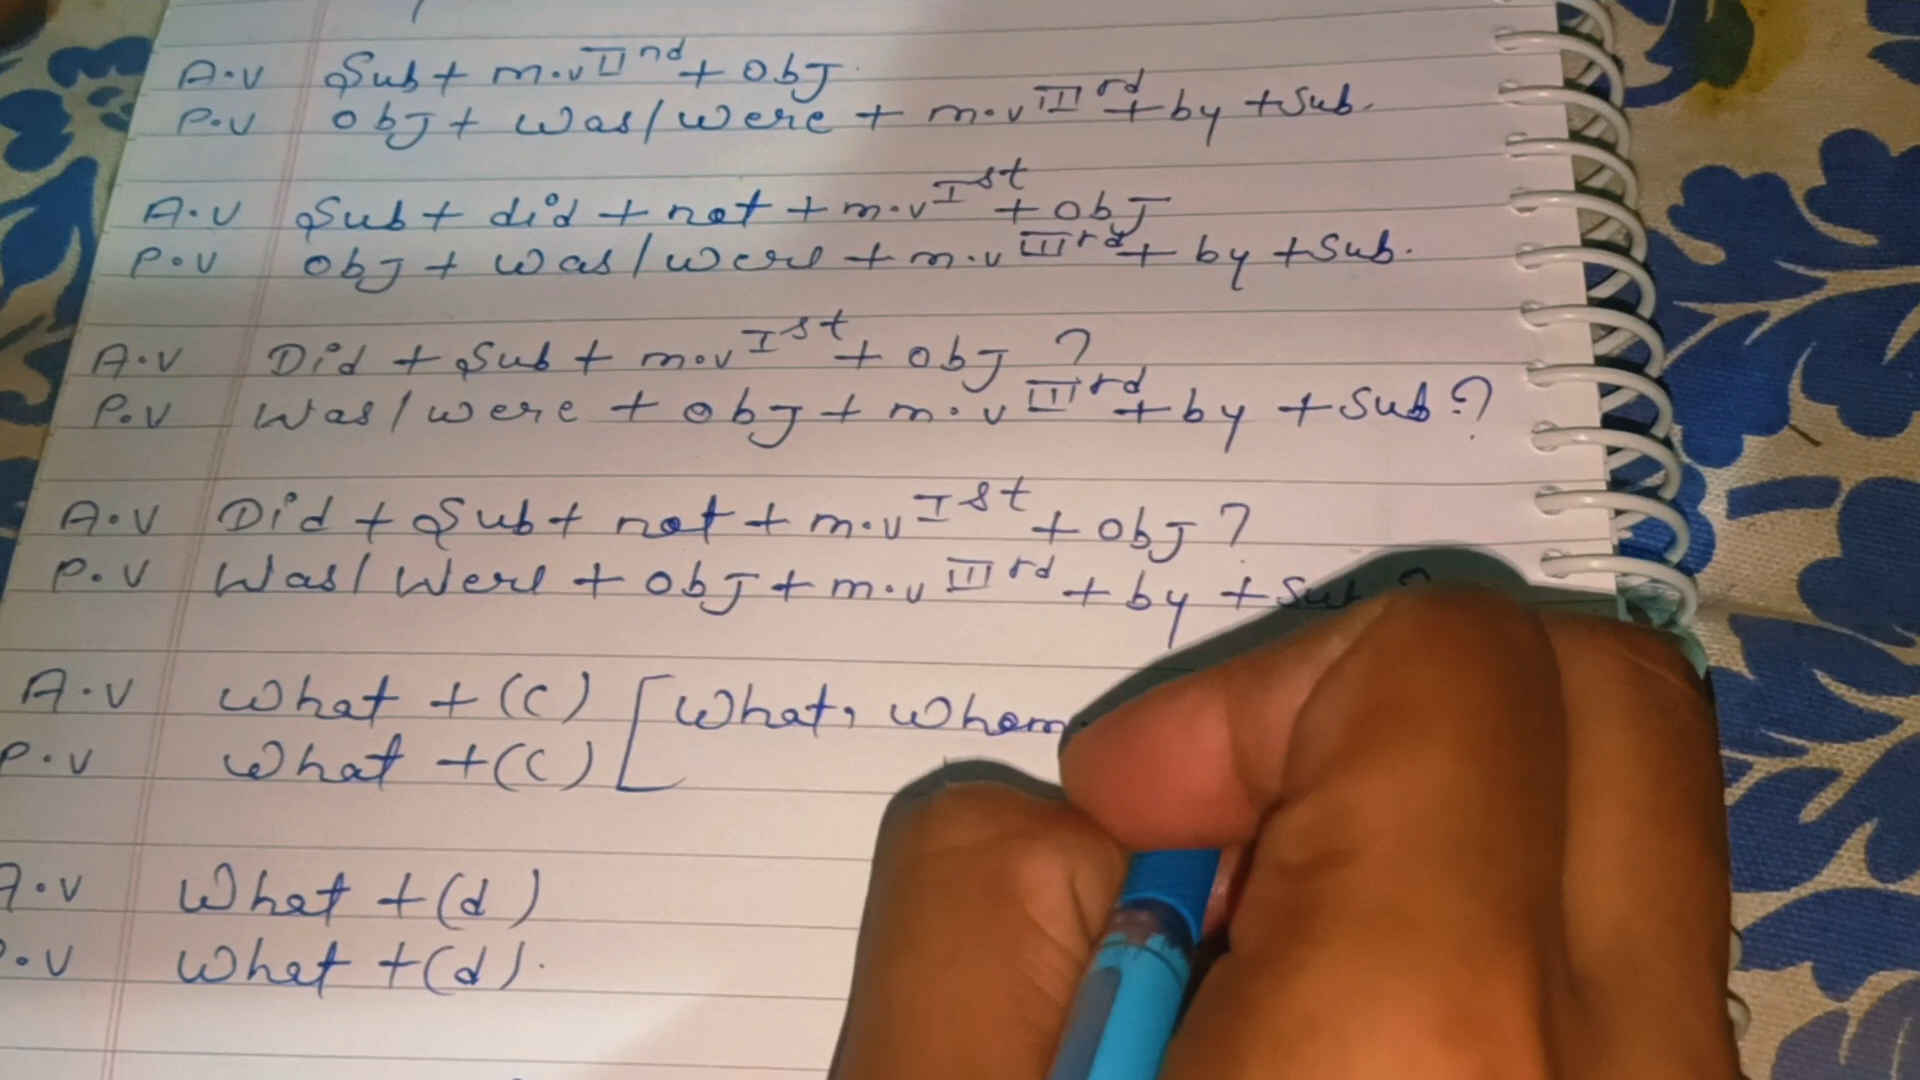 A.V Sub + m.v IInd + obJ.
P.V obJ + was/were + m.v IIIrd + by + Sub.
A.V Sub + did + not + m.v Ist + obJ
P.V obJ + was/were + m.v IIIrd + by + Sub.
A.V Did + Sub + m.v Ist + obJ ?
P.V Was/were + obJ + m.v IIIrd + by + Sub?
A.V Did + Sub + not + m.v Ist + obJ?
P.V Was/Were + obJ + m.v IIIrd + by + Sub ?
A.V What + (c) [What, Whom
P.V What + (c)
A.V What + (d)
P.V What + (d).